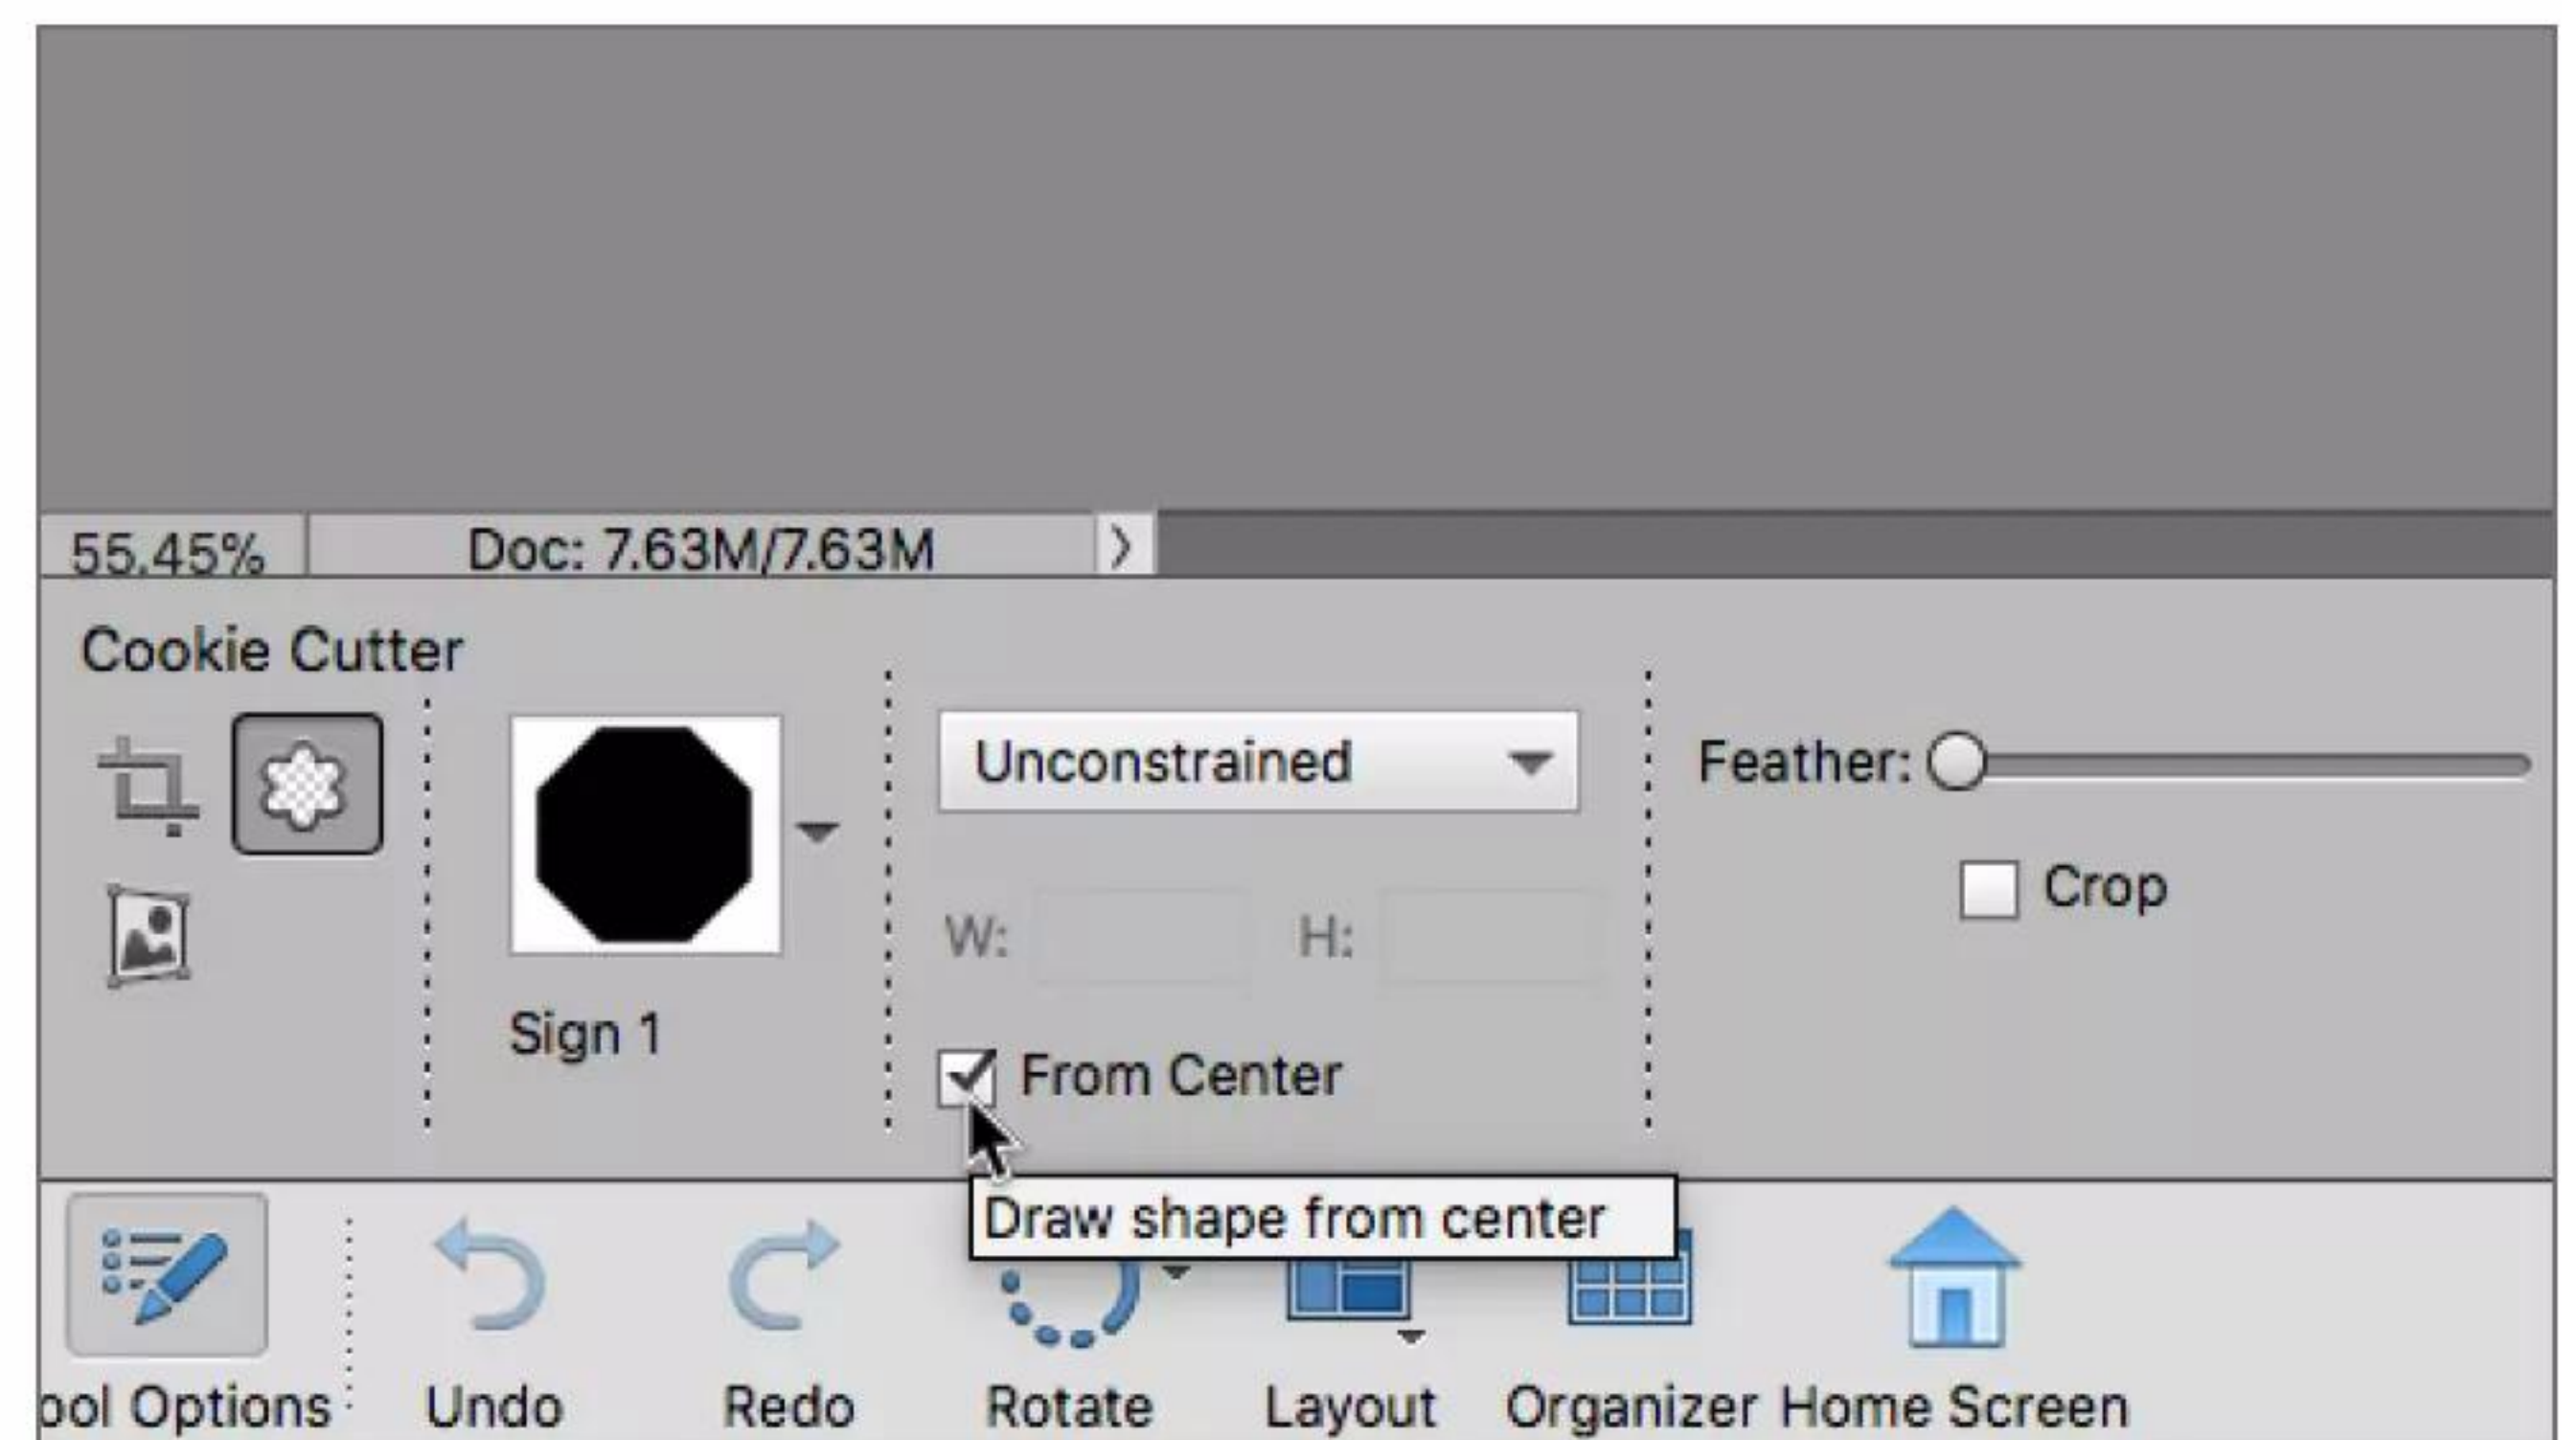 55.45%
Doc: 7.63M/7.63M
Cookie Cutter
Unconstrained
Feather:
Crop
W:
H:
Sign 1
From Center
Draw shape from center
ool Options
Undo
Redo
Rotate
Layout
Organizer
Home Screen